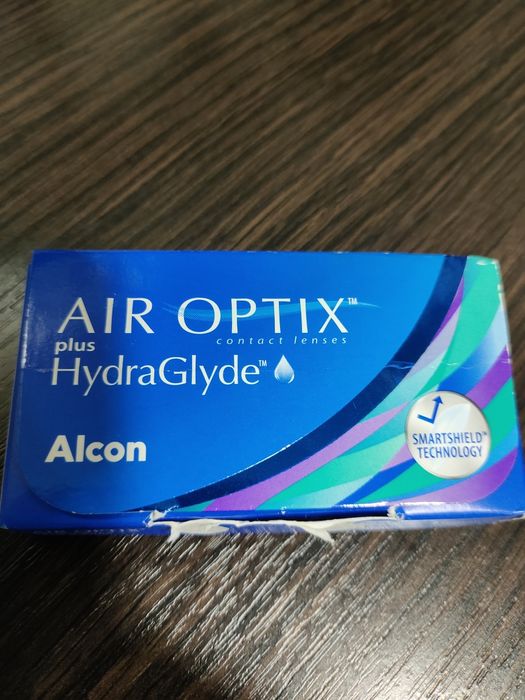 AIR OPTIX™
plus
contact lenses
HydraGlyde™
Alcon
SMARTSHIELD™
TECHNOLOGY